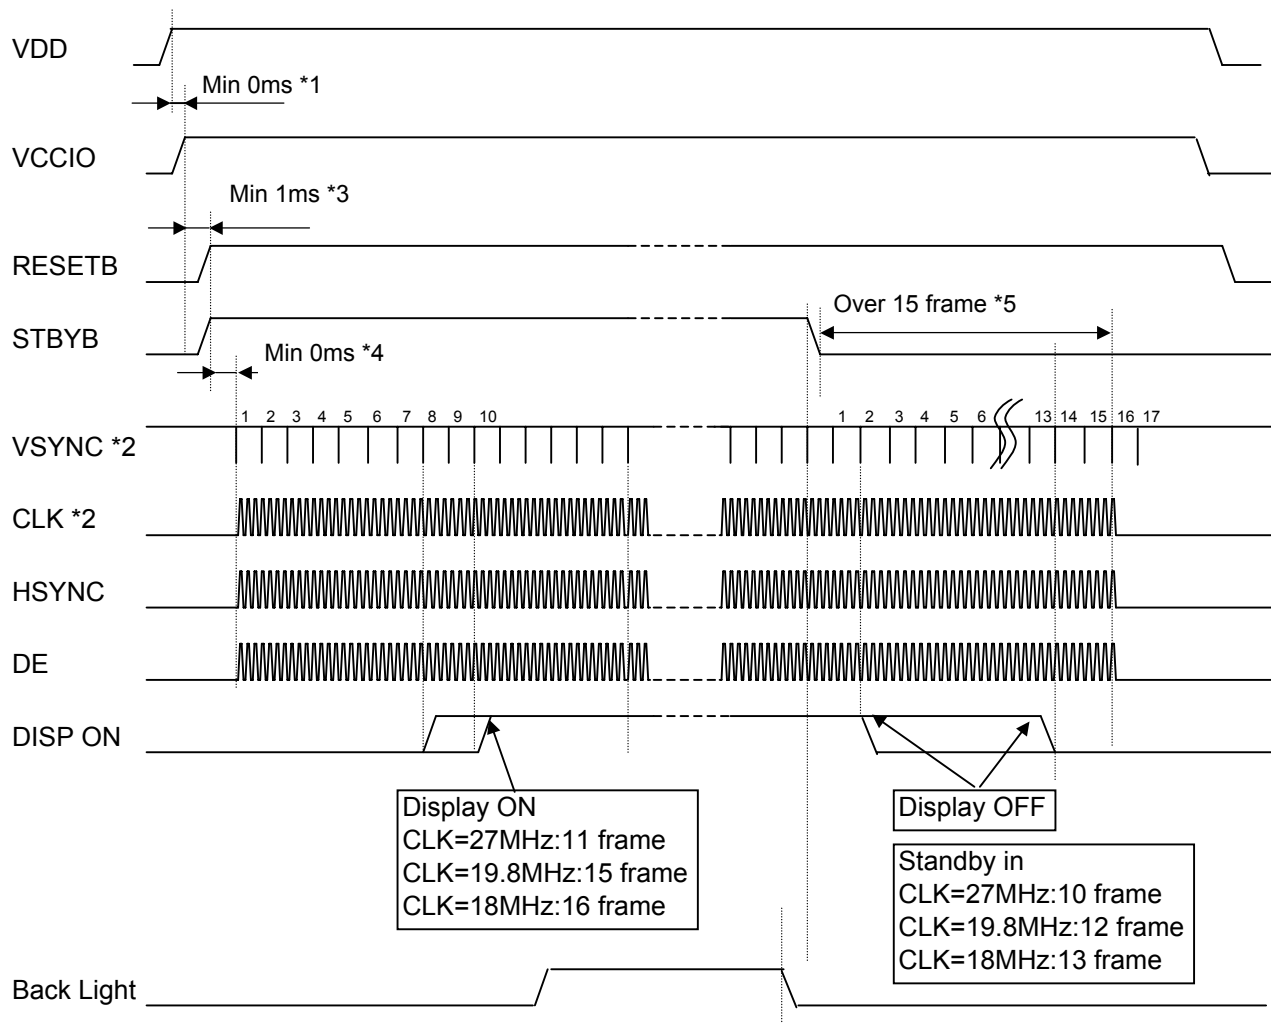 VDD
Min 0ms *1
VCCIO
Min 1ms *3
RESETB
Over 15 frame *5
STBYB
Min 0ms *4
1 2 3 4 5 6 7 8 9 10 1 2 3 4 5 6 13 14 15 16 17
VSYNC *2
CLK *2
HSYNC
DE
DISP ON
Display ON
CLK=27MHz:11 frame
CLK=19.8MHz:15 frame
CLK=18MHz:16 frame
Display OFF
Standby in
CLK=27MHz:10 frame
CLK=19.8MHz:12 frame
CLK=18MHz:13 frame
Back Light